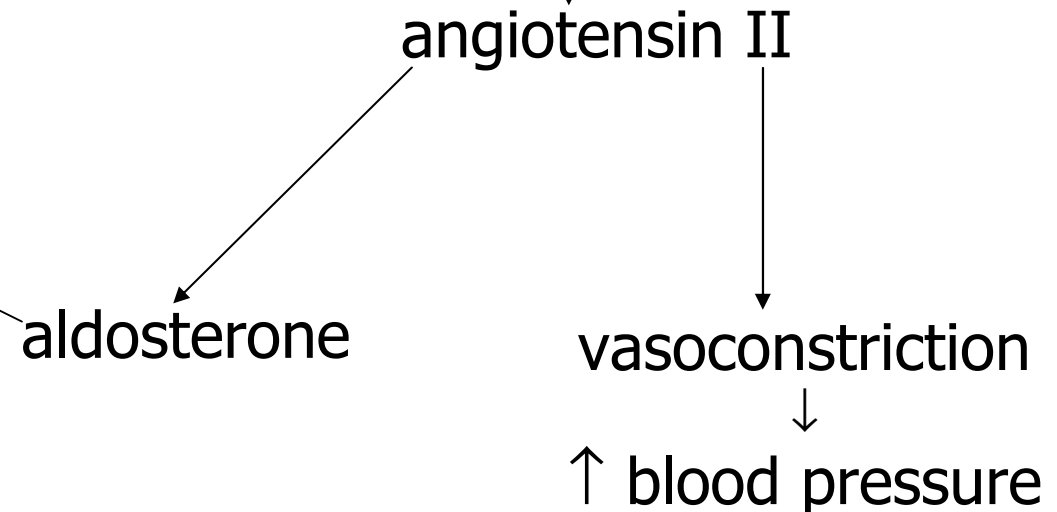 angiotensin II
aldosterone
vasoconstriction
↓
↑ blood pressure